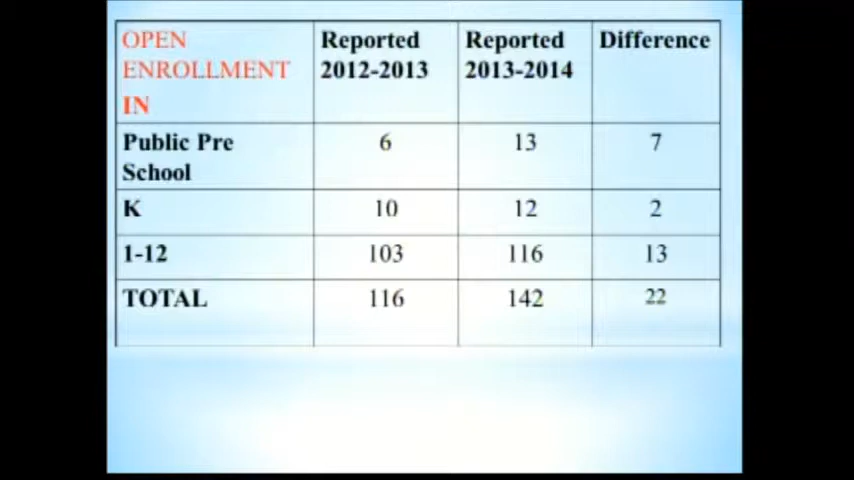 OPEN
ENROLLMENT
IN
Reported
2012-2013
Reported
2013-2014
Difference
Public Pre
School
6
13
7
K
10
12
2
1-12
103
116
13
TOTAL
116
142
22